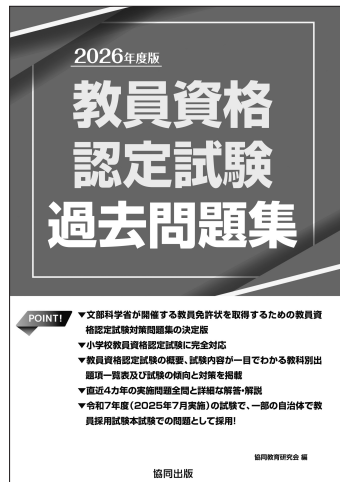 2026年度版
教員資格
認定試験
過去問題集
POINT!
▼文部科学省が開催する教員免許状を取得するための教員資
格認定試験対策問題集の決定版
▼小学校教員資格認定試験に完全対応
▼教員資格認定試験の概要、試験内容が一目でわかる教科別出
題項一覧表及び試験の傾向と対策を掲載
▼直近4カ年の実施問題全問と詳細な解答・解説
▼令和7年度（2025年7月実施）の試験で、一部の自治体で教
員採用試験本試験での問題として採用!
協同教育研究会 編
協同出版